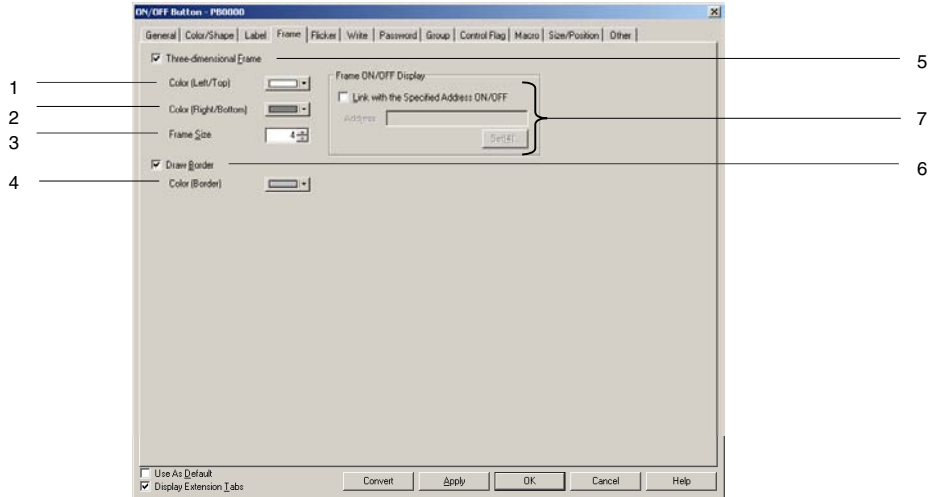 ON/OFF Button - PB0000
General Color/Shape Label Frame Flicker Write Password Group Control Flag Macro Size/Position Other
Three-dimensional Frame
5
1
Color (Left/Top)
Frame ON/OFF Display
Link with the Specified Address ON/OFF
2
Color (Right/Bottom)
Address
7
3
Frame Size
4
Set(4)...
Draw Border
6
4
Color (Border)
Use As Default
Display Extension Tabs
Convert Apply OK Cancel Help